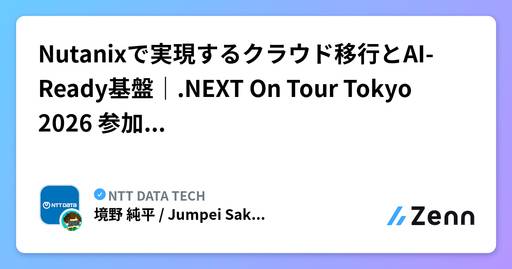 Nutanixで実現するクラウド移行とAI-
Ready基盤｜.NEXT On Tour Tokyo
2026 参加...
NTT DATA
NTT DATA TECH
境野 純平 / Jumpei Sak...
Zenn